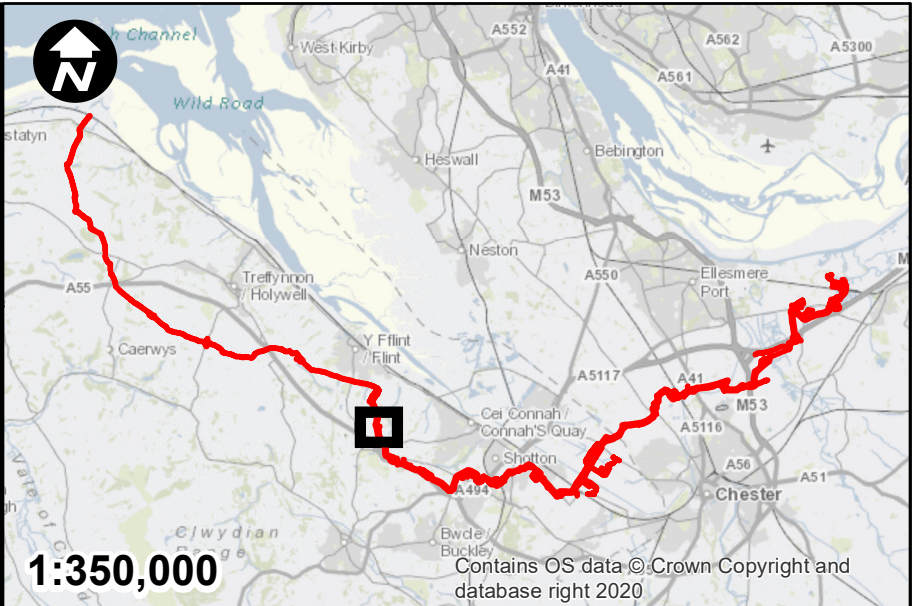 N
h Channel
West Kirby
A552
A41
A562
A5300
A561
Wild Road
statyn
Heswall
Bebington
M53
Neston
A550
Ellesmere
Port
M
A55
Treffynnon
/ Holywell
Caerwys
Y Fflint
/ Flint
A5117
A41
M53
Cei Connah /
Connah'S Quay
A5116
Shotton
A56
A51
A494
Chester
Bwcle /
Buckley
Clwydian
Range
gh
1:350,000
Contains OS data © Crown Copyright and
database right 2020